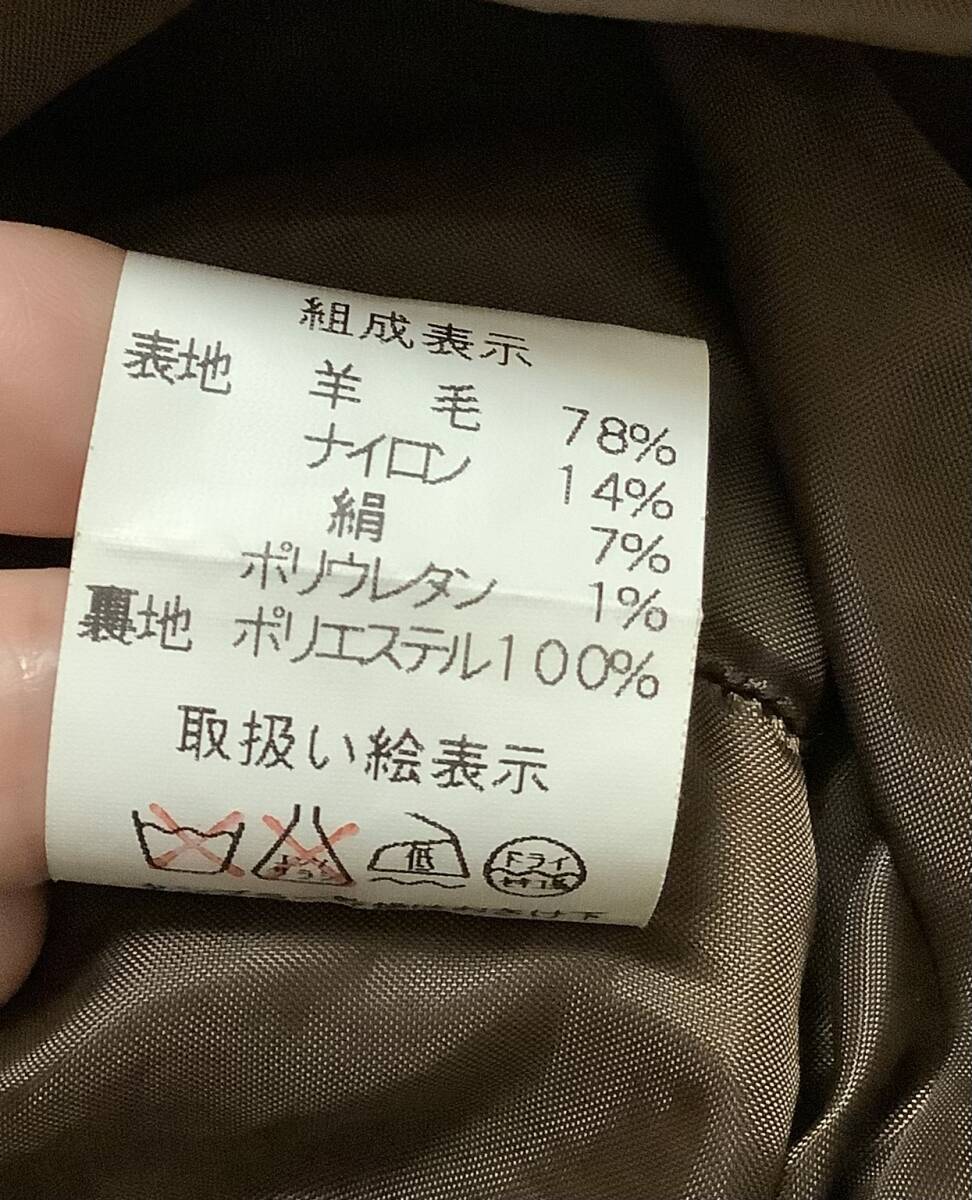 組成表示
表地 羊毛 78%
ナイロン 14%
絹 7%
ポリウレタン 1%
裏地 ポリエステル100%
取扱い絵表示
低 ドライ